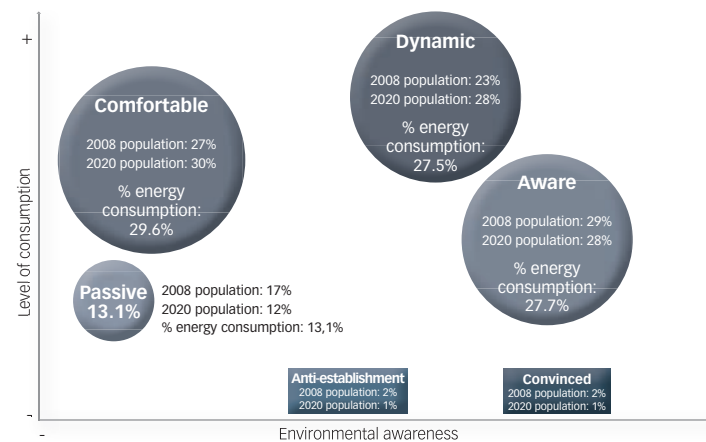 +
Level of consumption
Dynamic
2008 population: 23%
2020 population: 28%
% energy
consumption:
27.5%
Comfortable
2008 population: 27%
2020 population: 30%
% energy
consumption:
29.6%
Aware
2008 population: 29%
2020 population: 28%
% energy
consumption:
27.7%
Passive
13.1%
2008 population: 17%
2020 population: 12%
% energy consumption: 13,1%
Anti-establishment
2008 population: 2%
2020 population: 1%
Convinced
2008 population: 2%
2020 population: 1%
-
-
Environmental awareness